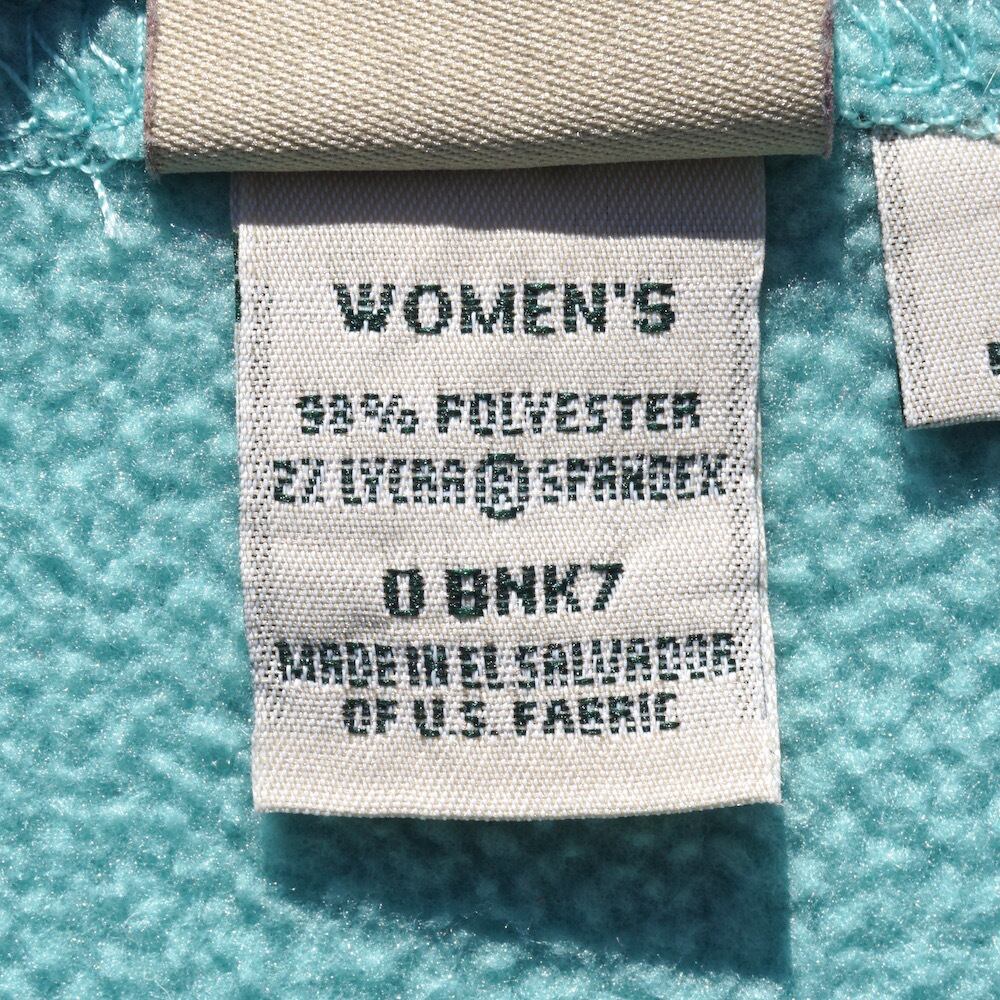 WOMEN'S
98% POLYESTER
2% LYCRA ® SPANDEX
0 BNK7
MADE IN EL SALVADOR
OF U.S. FABRIC